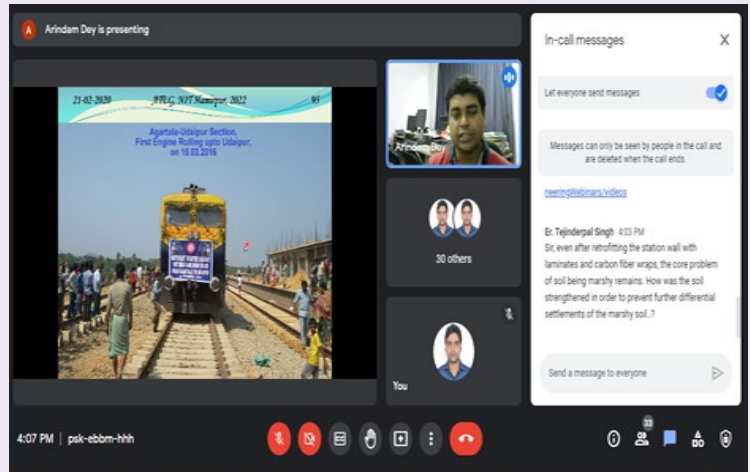 A Arindam Dey is presenting
21-02-2020 ATUG, NIT Hamirpur, 2022 95
Agartala-Udaipur Section,
First Engine Rolling upto Udaipur,
on 15.03.2016
Arindam Dey
30 others
You
In-call messages X
Let everyone send messages
Messages can only be seen by people in the call and
are deleted when the call ends.
neeringWebinars/videos
Er. Tejinderpal Singh 4:03 PM
Sir, even after retrofitting the station wall with
laminates and carbon fiber wraps, the core problem
of soil being marshy remains. How was the soil
strengthened in order to prevent further differential
settlements of the marshy soil..?
Send a message to everyone
4:07 PM | psk-ebbm-hhh
33